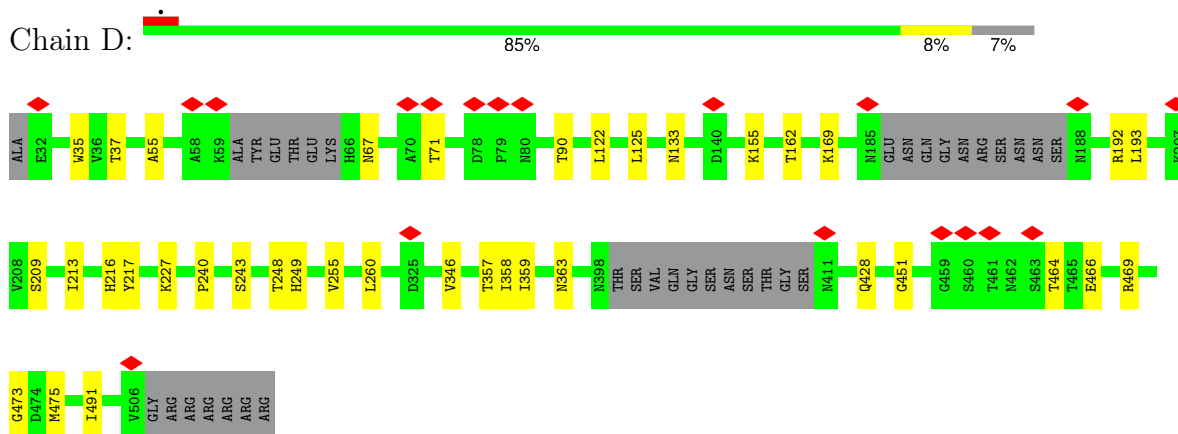 Chain D: 85% 8% 7%
ALA E32 W35 V36 T37 A55 A58 K59 ALA TYR GLU THR GLU LYS H66 N67 A70 T71 D78 P79 N80 T90 L122 L125 N133 D140 K155 T162 K169 N185 GLU ASN GLN GLY ASN ARG SER ASN ASN SER N188 R192 L193
V208 S209 I213 H216 Y217 K227 P240 S243 T248 H249 V255 L260 D325 V346 T357 I358 I359 N363 N398 THR SER VAL GLN GLY SER ASN SER THR GLY SER N411 Q428 G451 G459 S460 T461 N462 S463 T464 T465 E466 R469
G473 D474 M475 I491 V506 GLY ARG ARG ARG ARG ARG ARG